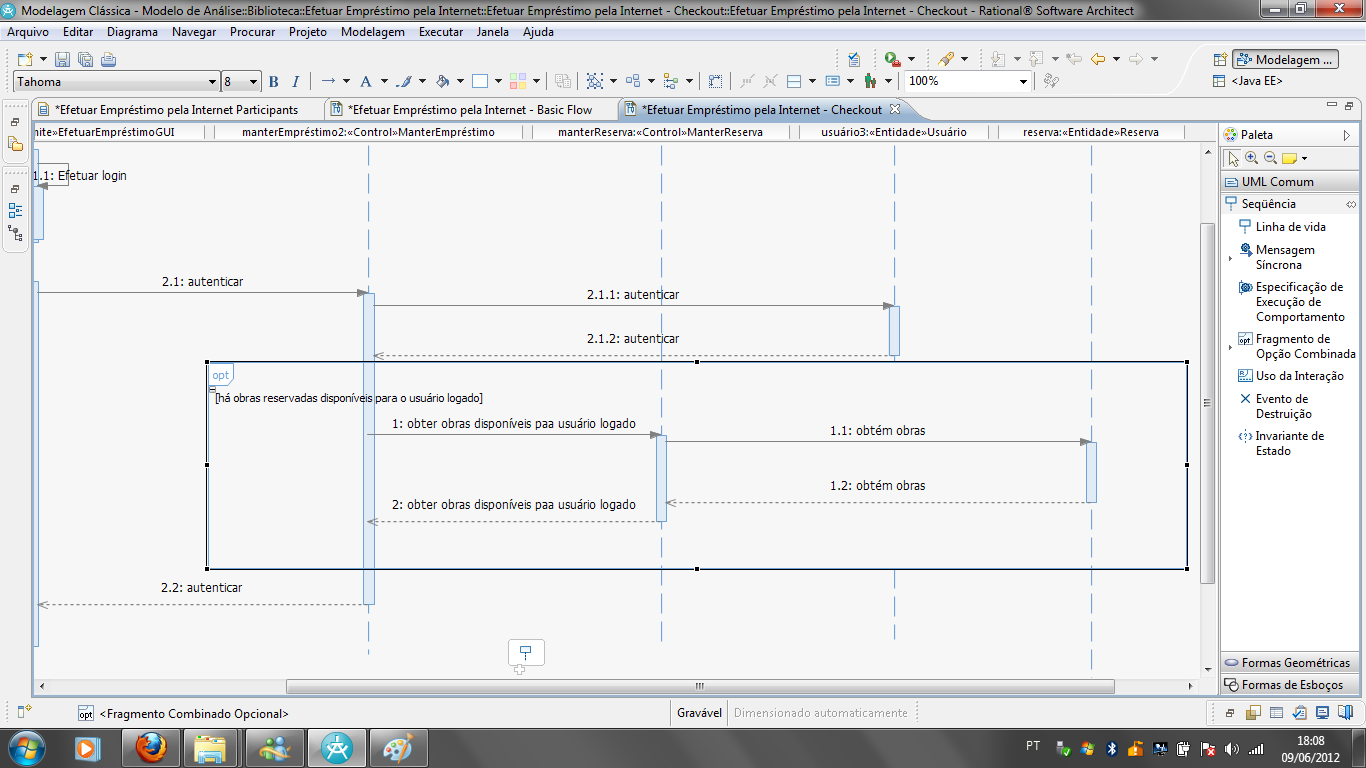 Modelagem Clássica - Modelo de Análise::Biblioteca::Efetuar Empréstimo pela Internet::Efetuar Empréstimo pela Internet - Checkout::Efetuar Empréstimo pela Internet - Checkout - Rational® Software Architect
Arquivo Editar Diagrama Navegar Procurar Projeto Modelagem Executar Janela Ajuda
Modelagem ...
Tahoma 8 B I A 100% <Java EE>
*Efetuar Empréstimo pela Internet Participants *Efetuar Empréstimo pela Internet - Basic Flow *Efetuar Empréstimo pela Internet - Checkout
nite»EfetuarEmpréstimoGUI manterEmpréstimo2:«Control»ManterEmpréstimo manterReserva:«Control»ManterReserva usuário3:«Entidade»Usuário reserva:«Entidade»Reserva
1.1: Efetuar login
2.1: autenticar
2.1.1: autenticar
2.1.2: autenticar
opt
[há obras reservadas disponíveis para o usuário logado]
1: obter obras disponíveis paa usuário logado
1.1: obtém obras
1.2: obtém obras
2: obter obras disponíveis paa usuário logado
2.2: autenticar
Paleta
UML Comum
Seqüência
Linha de vida
Mensagem
Síncrona
Especificação de
Execução de
Comportamento
Fragmento de
Opção Combinada
Uso da Interação
Evento de
Destruição
Invariante de
Estado
Formas Geométricas
Formas de Esboços
opt <Fragmento Combinado Opcional> Gravável Dimensionado automaticamente
PT
18:08
09/06/2012